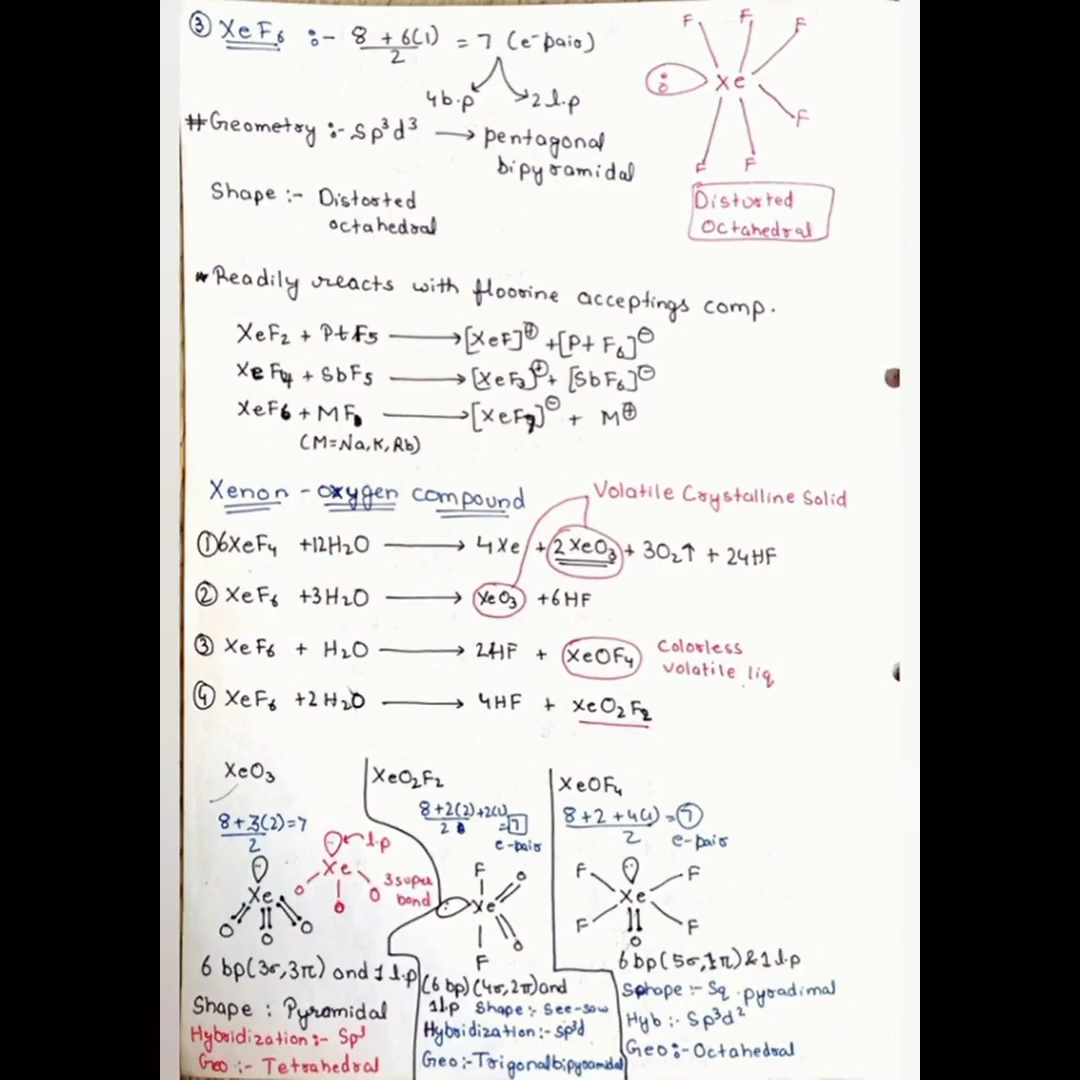 ③ XeF₆ :- 8 + 6(1) / 2 = 7 (e⁻pair)
4b.p 2l.p
#Geometry :- Sp³d³ → pentagonal
bipyramidal
Shape :- Distorted
octahedral
F F F
Xe
F
F F
Distorted
Octahedral
* Readily reacts with floorine acceptings comp.
XeF₂ + PtF₅ → [XeF]⊕ + [PtF₆]⊖
XeF₄ + SbF₅ → [XeF₃]⊕ + [SbF₆]⊖
XeF₆ + MF → [XeF₇]⊖ + M⊕
(M=Na,K,Rb)
Xenon - oxygen compound
Volatile Crystalline Solid
① 6XeF₄ +12H₂O → 4Xe + 2XeO₃ + 3O₂↑ + 24HF
② XeF₆ +3H₂O → XeO₃ +6HF
③ XeF₆ + H₂O → 2HF + XeOF₄
Colorless
volatile liq
④ XeF₆ +2H₂O → 4HF + XeO₂F₂
XeO₃
8+3(2) / 2 =7
Xe
O O O
l.p
Xe
O O O
3 super
bond
6 bp(3σ,3π) and 1 l.p
Shape : Pyramidal
Hybridization :- Sp³
Geo :- Tetrahedral
XeO₂F₂
8+2(2)+2(1) / 2 =7
e-pair
F
O
Xe
O
F
(6 bp) (4σ,2π) and
1lp Shape :- See-saw
Hybridization :- sp³d
Geo :- Trigonalbipyramidal
XeOF₄
8+2+4(1) / 2 = 7
e-pair
F F
Xe
F F
O
6 bp(5σ,1π) & 1 l.p
Sphope :- Sq. pyradimal
Hyb :- Sp³d²
Geo :- Octahedral